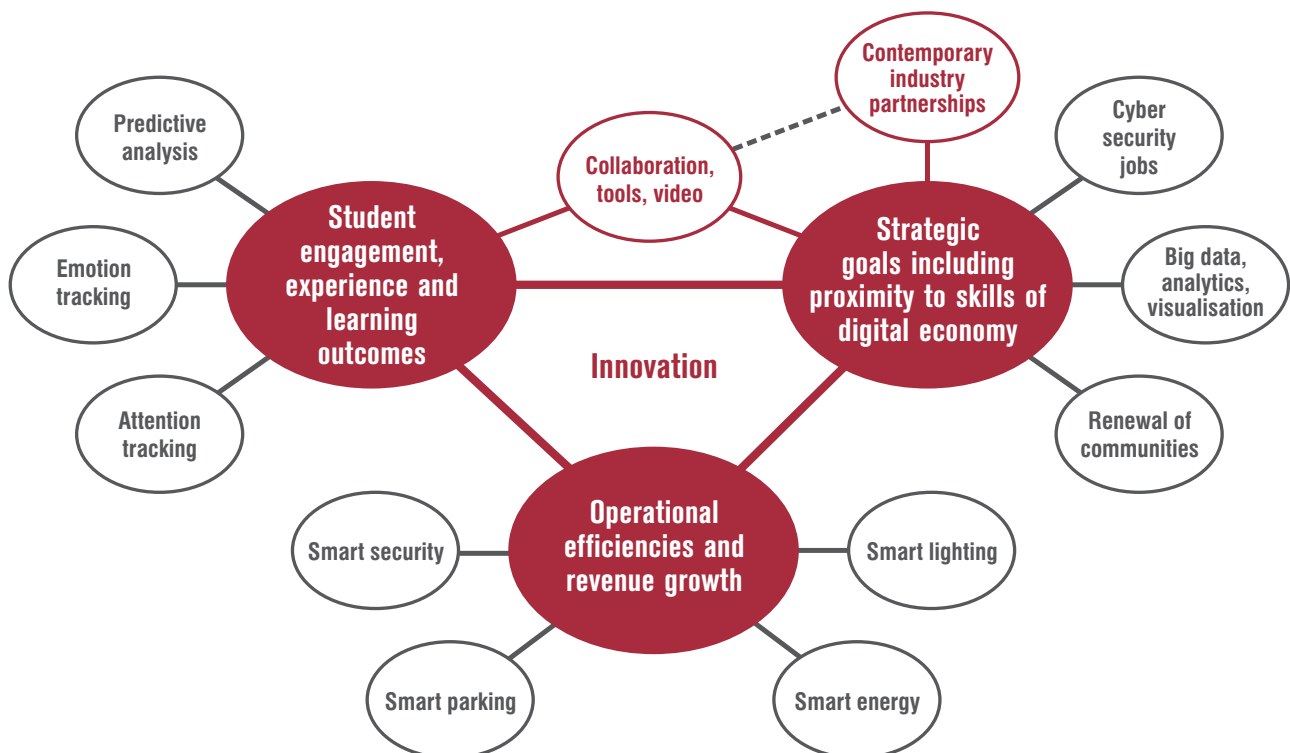 Contemporary
industry
partnerships
Predictive
analysis
Cyber
security
jobs
Collaboration,
tools, video
Student
engagement,
experience and
learning
outcomes
Strategic
goals including
proximity to skills of
digital economy
Emotion
tracking
Big data,
analytics,
visualisation
Innovation
Attention
tracking
Renewal of
communities
Operational
efficiencies and
revenue growth
Smart security
Smart lighting
Smart parking
Smart energy